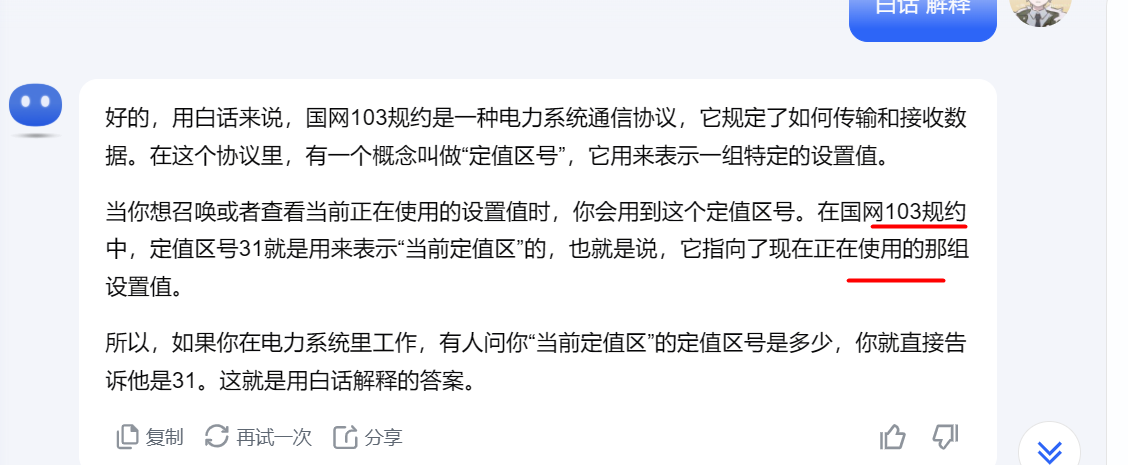 白话 解释
好的，用白话来说，国网103规约是一种电力系统通信协议，它规定了如何传输和接收数
据。在这个协议里，有一个概念叫做“定值区号”，它用来表示一组特定的设置值。
当你想召唤或者查看当前正在使用的设置值时，你会用到这个定值区号。在国网103规约
中，定值区号31就是用来表示“当前定值区”的，也就是说，它指向了现在正在使用的那组
设置值。
所以，如果你在电力系统里工作，有人问你“当前定值区”的定值区号是多少，你就直接告
诉他是31。这就是用白话解释的答案。
复制 再试一次 分享